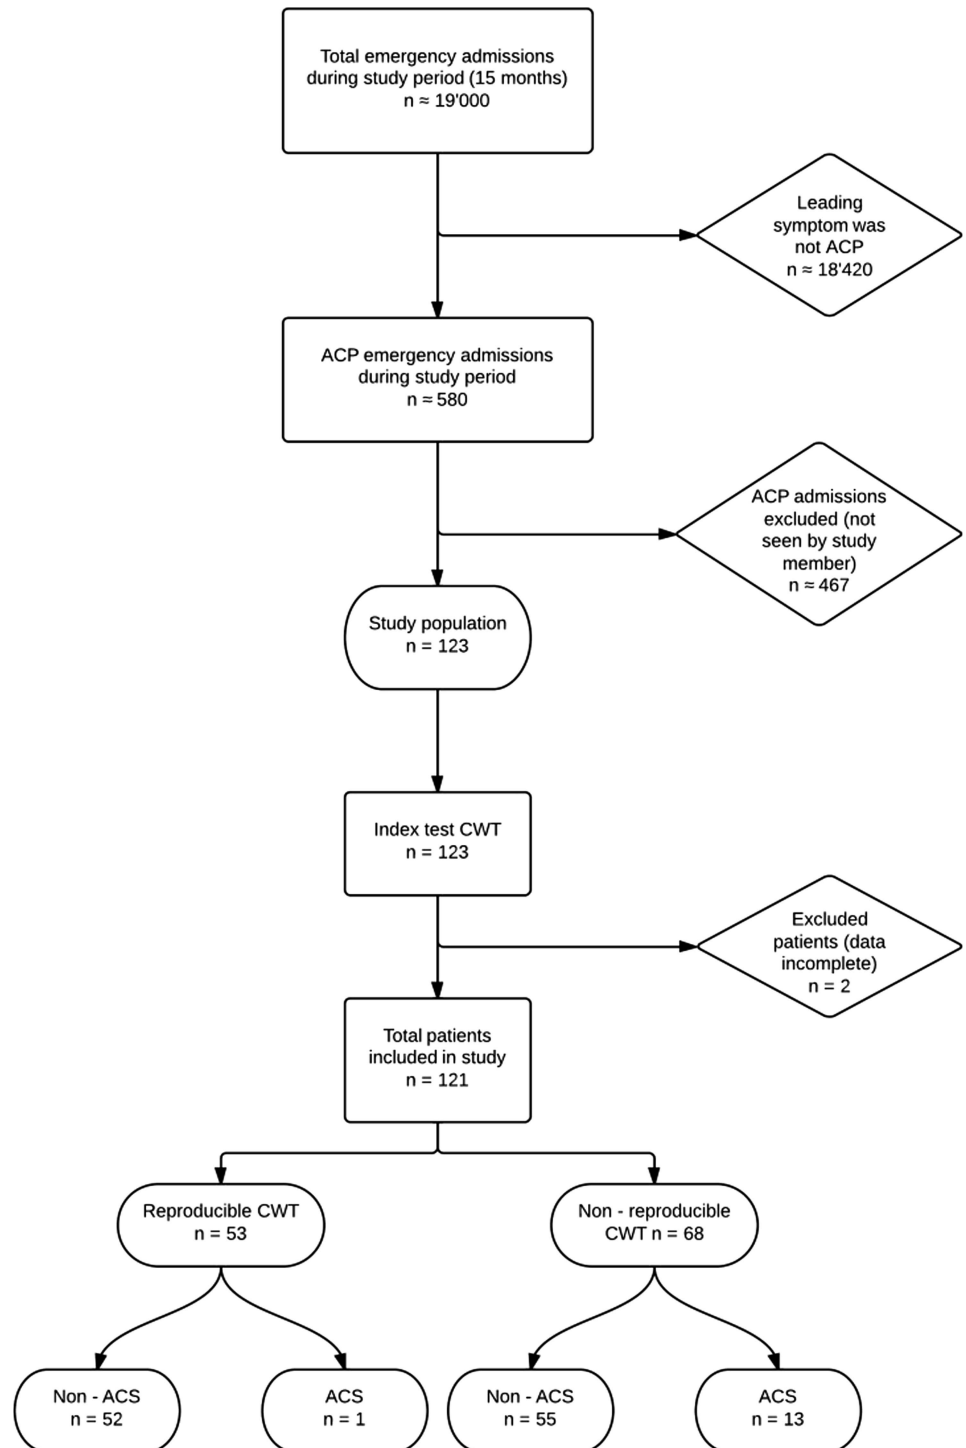 Total emergency admissions
during study period (15 months)
n ≈ 19'000
Leading
symptom was
not ACP
n ≈ 18'420
ACP emergency admissions
during study period
n ≈ 580
ACP admissions
excluded (not
seen by study
member)
n ≈ 467
Study population
n = 123
Index test CWT
n = 123
Excluded
patients (data
incomplete)
n = 2
Total patients
included in study
n = 121
Reproducible CWT
n = 53
Non - reproducible
CWT n = 68
Non - ACS
n = 52
ACS
n = 1
Non - ACS
n = 55
ACS
n = 13